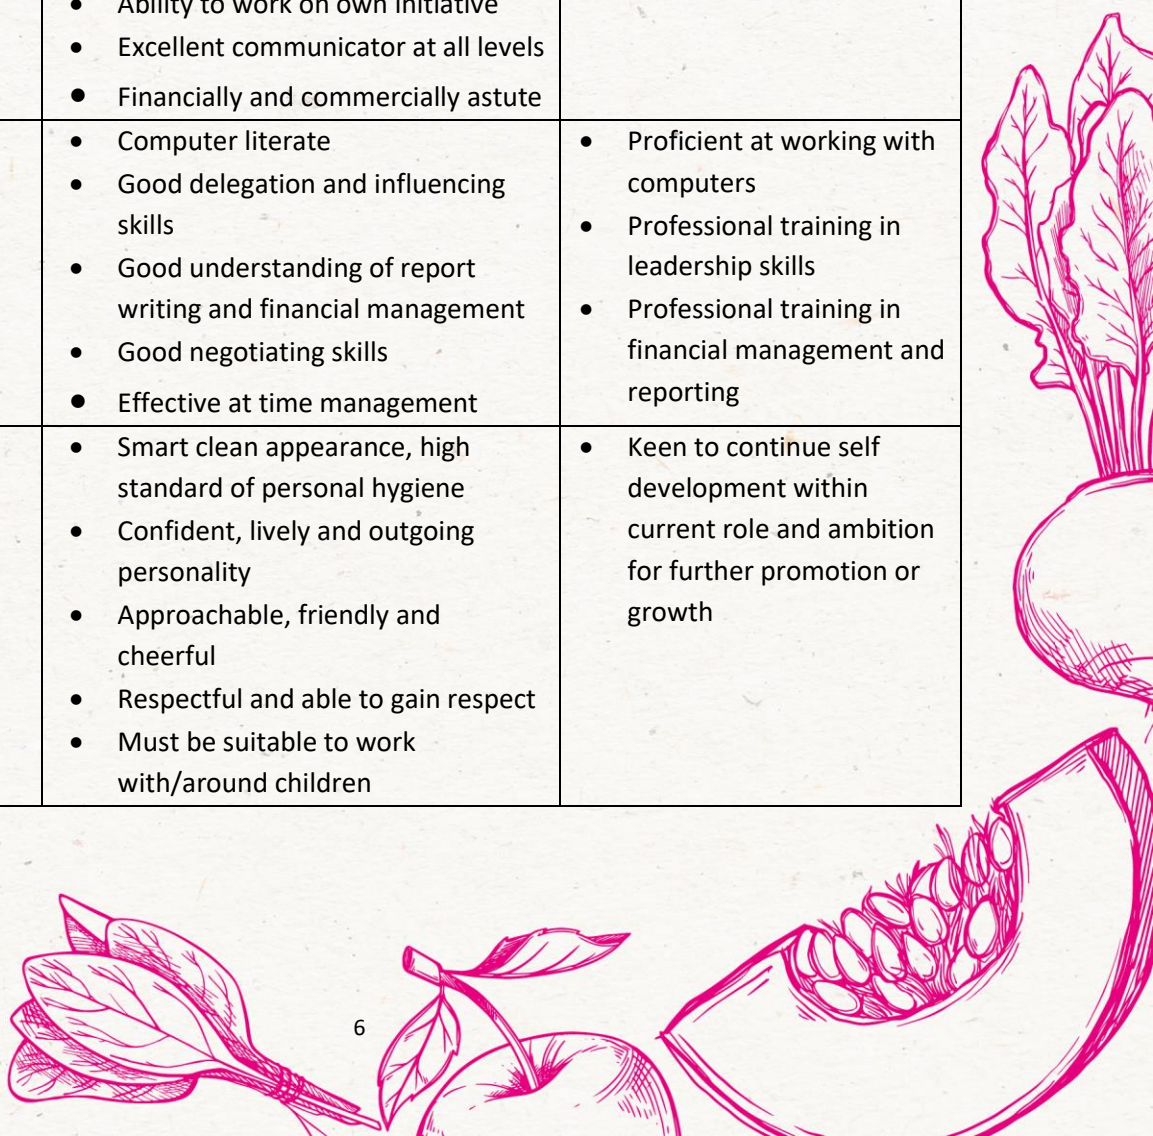 Ability to work on own initiative
• Excellent communicator at all levels
• Financially and commercially astute
• Computer literate
• Good delegation and influencing
skills
• Good understanding of report
writing and financial management
• Good negotiating skills
• Effective at time management
• Proficient at working with
computers
• Professional training in
leadership skills
• Professional training in
financial management and
reporting
• Smart clean appearance, high
standard of personal hygiene
• Confident, lively and outgoing
personality
• Approachable, friendly and
cheerful
• Respectful and able to gain respect
• Must be suitable to work
with/around children
• Keen to continue self
development within
current role and ambition
for further promotion or
growth
6